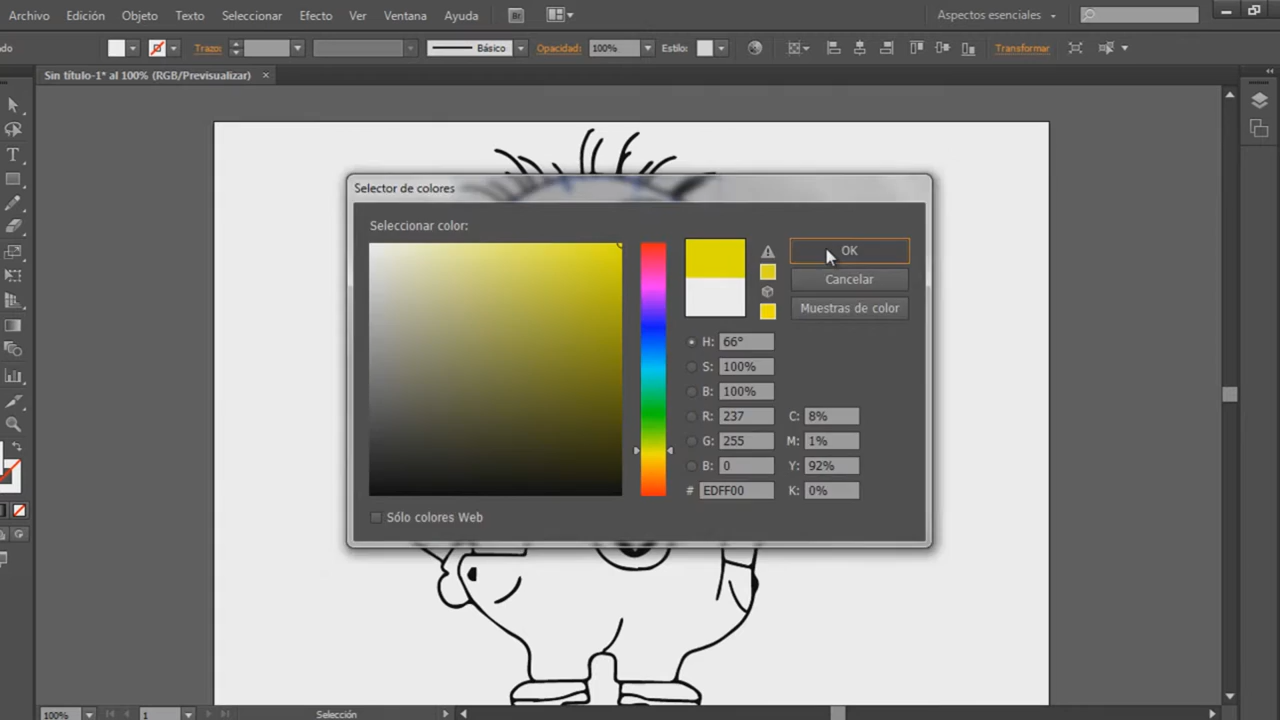 Archivo Edición Objeto Texto Seleccionar Efecto Ver Ventana Ayuda Br Aspectos esenciales
Trazo: Básico Opacidad: 100% Estilo: Transformar
Sin título-1* al 100% (RGB/Previsualizar) ×
Selector de colores
Seleccionar color:
OK
Cancelar
Muestras de color
H: 66°
S: 100%
B: 100%
R: 237 C: 8%
G: 255 M: 1%
B: 0 Y: 92%
# EDFF00 K: 0%
Sólo colores Web
100% 1 Selección